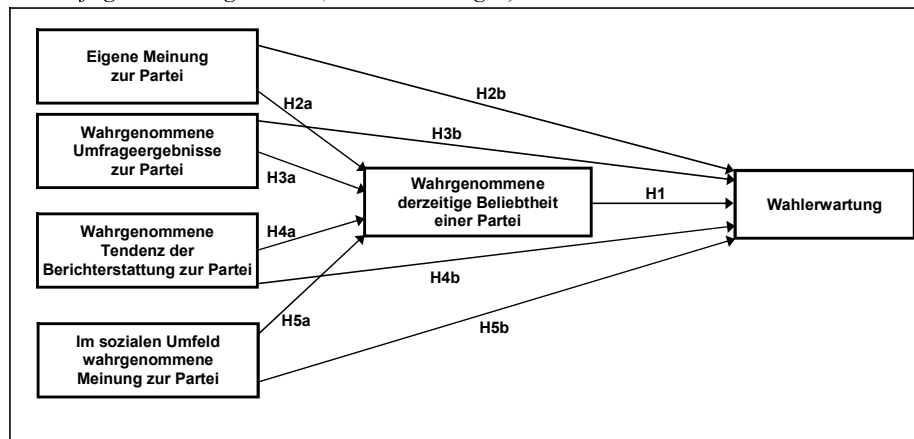 Eigene Meinung
zur Partei
H2b
H2a
Wahrgenommene
Umfrageergebnisse
zur Partei
H3b
H3a
Wahrgenommene
derzeitige Beliebtheit
einer Partei
H1
Wahlerwartung
Wahrgenommene
Tendenz der
Berichterstattung zur Partei
H4a
H4b
Im sozialen Umfeld
wahrgenommene
Meinung zur Partei
H5a
H5b